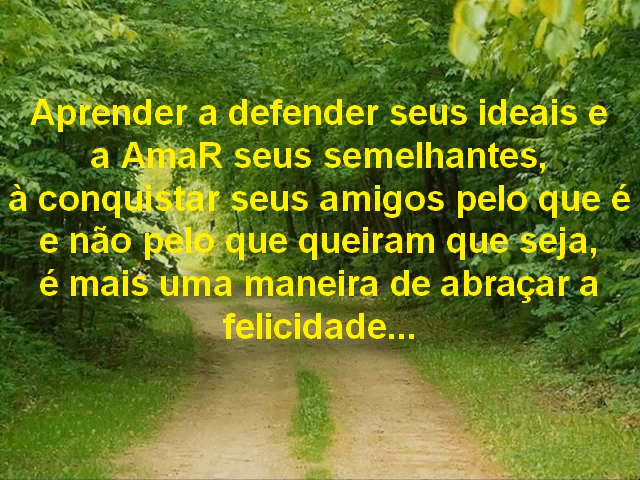 Aprender a defender seus ideais e
a AmaR seus semelhantes,
à conquistar seus amigos pelo que é
e não pelo que queiram que seja,
é mais uma maneira de abraçar a
felicidade...